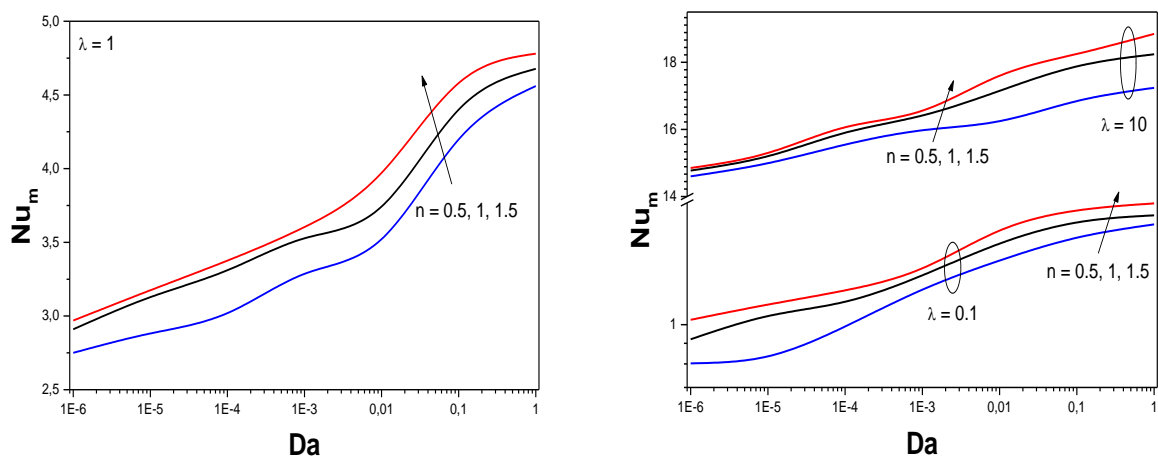 λ = 1
5,0
4,5
4,0
3,5
3,0
2,5
Nu_m
n = 0.5, 1, 1.5
1E-6 1E-5 1E-4 1E-3 0,01 0,1 1
Da
18
16
14
1
Nu_m
λ = 10
n = 0.5, 1, 1.5
n = 0.5, 1, 1.5
λ = 0.1
1E-6 1E-5 1E-4 1E-3 0,01 0,1 1
Da